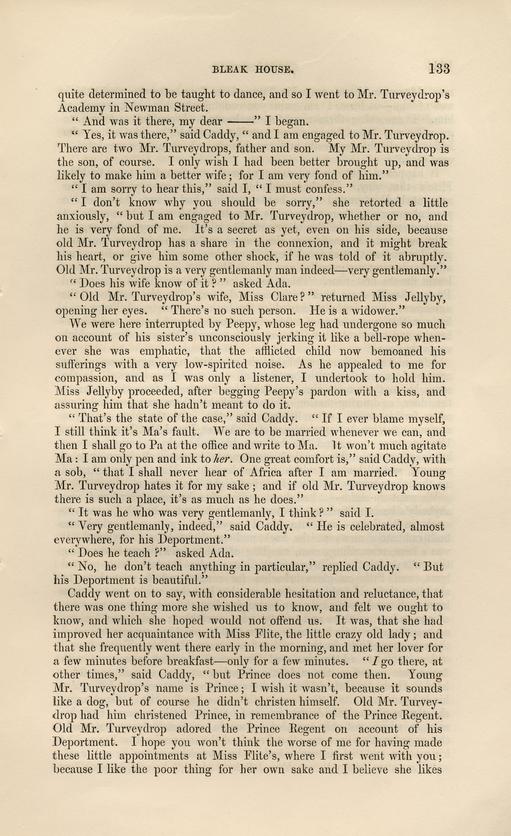 BLEAK HOUSE. 133
quite determined to be taught to dance, and so I went to Mr. Turveydrop's
Academy in Newman Street.
“ And was it there, my dear ——” I began.
“ Yes, it was there,” said Caddy, “ and I am engaged to Mr. Turveydrop.
There are two Mr. Turveydrops, father and son. My Mr. Turveydrop is
the son, of course. I only wish I had been better brought up, and was
likely to make him a better wife ; for I am very fond of him.”
“ I am sorry to hear this,” said I, “ I must confess.”
“ I don't know why you should be sorry,” she retorted a little
anxiously, “ but I am engaged to Mr. Turveydrop, whether or no, and
he is very fond of me. It's a secret as yet, even on his side, because
old Mr. Turveydrop has a share in the connexion, and it might break
his heart, or give him some other shock, if he was told of it abruptly.
Old Mr. Turveydrop is a very gentlemanly man indeed—very gentlemanly.”
“ Does his wife know of it ? ” asked Ada.
“ Old Mr. Turveydrop's wife, Miss Clare ? ” returned Miss Jellyby,
opening her eyes. “ There's no such person. He is a widower.”
We were here interrupted by Peepy, whose leg had undergone so much
on account of his sister's unconsciously jerking it like a bell-rope when-
ever she was emphatic, that the afflicted child now bemoaned his
sufferings with a very low-spirited noise. As he appealed to me for
compassion, and as I was only a listener, I undertook to hold him.
Miss Jellyby proceeded, after begging Peepy's pardon with a kiss, and
assuring him that she hadn't meant to do it.
“ That's the state of the case,” said Caddy. “ If I ever blame myself,
I still think it's Ma's fault. We are to be married whenever we can, and
then I shall go to Pa at the office and write to Ma. It won't much agitate
Ma : I am only pen and ink to her. One great comfort is,” said Caddy, with
a sob, “ that I shall never hear of Africa after I am married. Young
Mr. Turveydrop hates it for my sake ; and if old Mr. Turveydrop knows
there is such a place, it's as much as he does.”
“ It was he who was very gentlemanly, I think ? ” said I.
“ Very gentlemanly, indeed,” said Caddy. “ He is celebrated, almost
everywhere, for his Deportment.”
“ Does he teach ?” asked Ada.
“ No, he don't teach anything in particular,” replied Caddy. “ But
his Deportment is beautiful.”
Caddy went on to say, with considerable hesitation and reluctance, that
there was one thing more she wished us to know, and felt we ought to
know, and which she hoped would not offend us. It was, that she had
improved her acquaintance with Miss Flite, the little crazy old lady ; and
that she frequently went there early in the morning, and met her lover for
a few minutes before breakfast—only for a few minutes. “ I go there, at
other times,” said Caddy, “ but Prince does not come then. Young
Mr. Turveydrop's name is Prince ; I wish it wasn't, because it sounds
like a dog, but of course he didn't christen himself. Old Mr. Turvey-
drop had him christened Prince, in remembrance of the Prince Regent.
Old Mr. Turveydrop adored the Prince Regent on account of his
Deportment. I hope you won't think the worse of me for having made
these little appointments at Miss Flite's, where I first went with you ;
because I like the poor thing for her own sake and I believe she likes